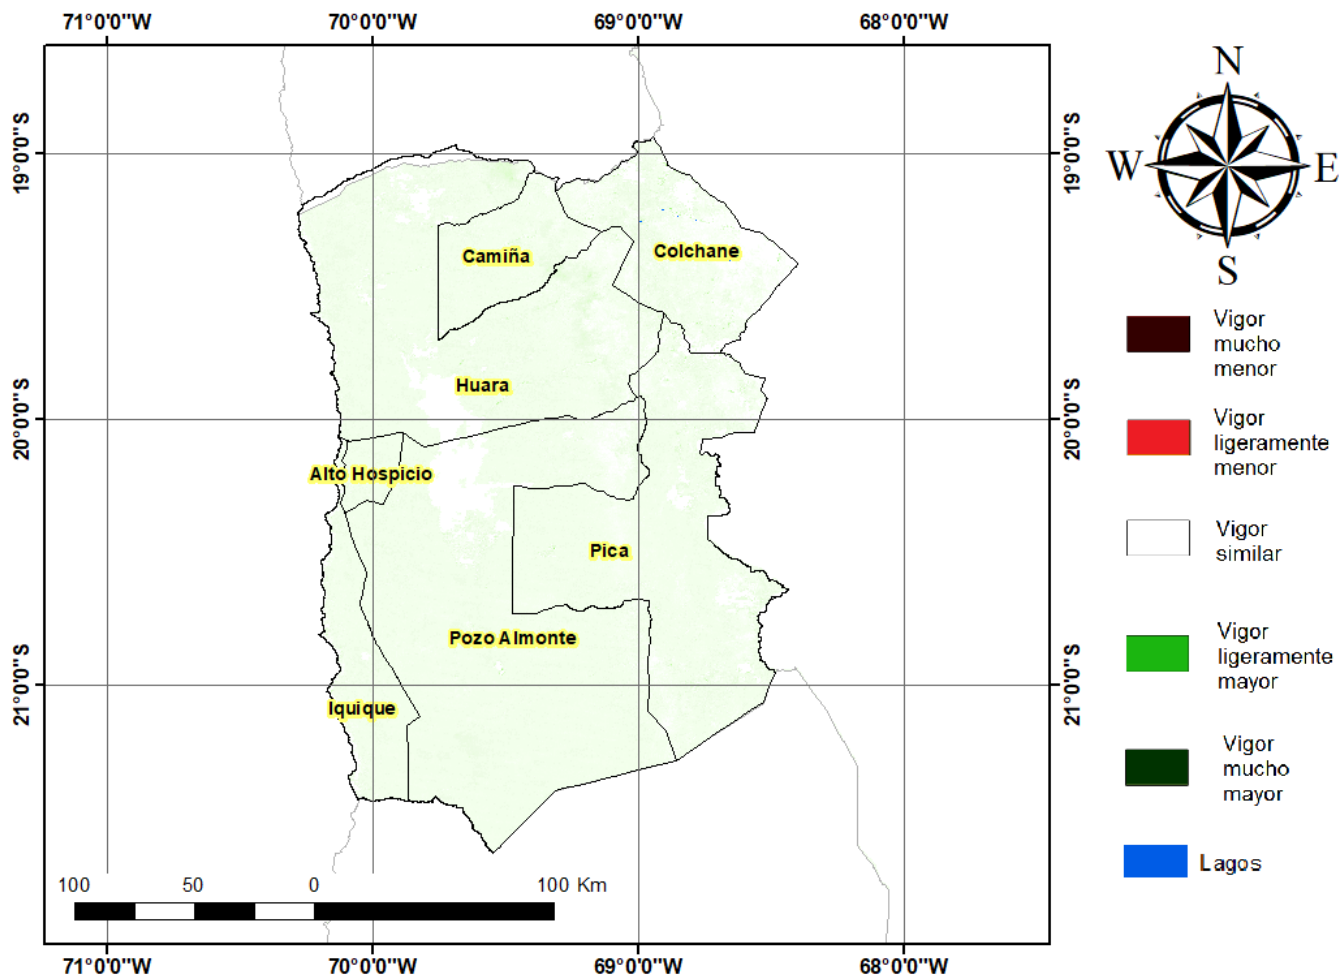 71°0'0"W 70°0'0"W 69°0'0"W 68°0'0"W
19°0'0"S
20°0'0"S
21°0'0"S
Camiña
Colchane
Huara
Alto Hospicio
Pica
Pozo Almonte
Iquique
19°0'0"S
20°0'0"S
21°0'0"S
100 50 0 100 Km
71°0'0"W 70°0'0"W 69°0'0"W 68°0'0"W
N
W E
S
Vigor
mucho
menor
Vigor
ligeramente
menor
Vigor
similar
Vigor
ligeramente
mayor
Vigor
mucho
mayor
Lagos